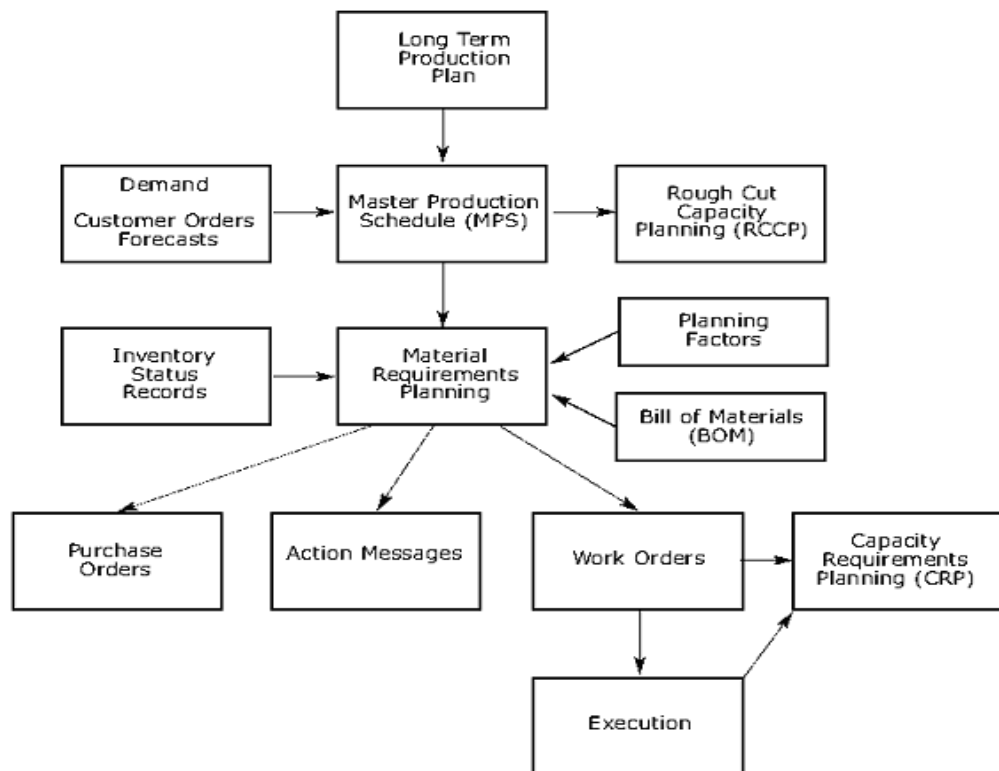 Long Term
Production
Plan
Demand
Customer Orders
Forecasts
Master Production
Schedule (MPS)
Rough Cut
Capacity
Planning (RCCP)
Inventory
Status
Records
Material
Requirements
Planning
Planning
Factors
Bill of Materials
(BOM)
Purchase
Orders
Action Messages
Work Orders
Capacity
Requirements
Planning (CRP)
Execution